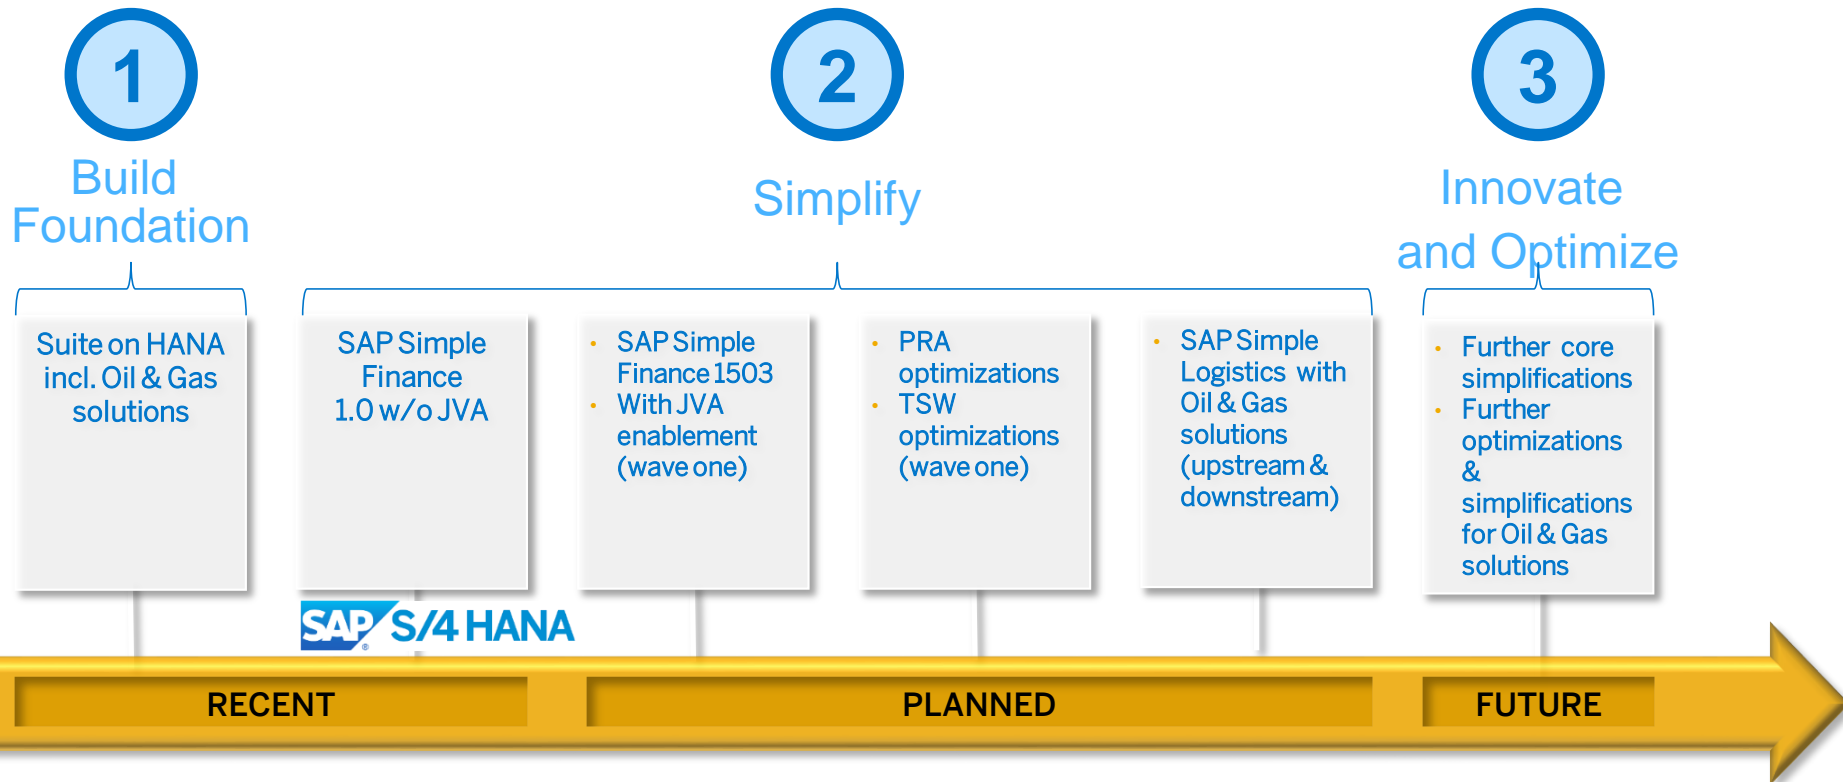 1
Build
Foundation
2
Simplify
3
Innovate
and Optimize
Suite on HANA
incl. Oil & Gas
solutions
SAP Simple
Finance
1.0 w/o JVA
• SAP Simple
Finance 1503
• With JVA
enablement
(wave one)
• PRA
optimizations
• TSW
optimizations
(wave one)
• SAP Simple
Logistics with
Oil & Gas
solutions
(upstream &
downstream)
• Further core
simplifications
• Further
optimizations
&
simplifications
for Oil & Gas
solutions
SAP® S/4 HANA
RECENT
PLANNED
FUTURE